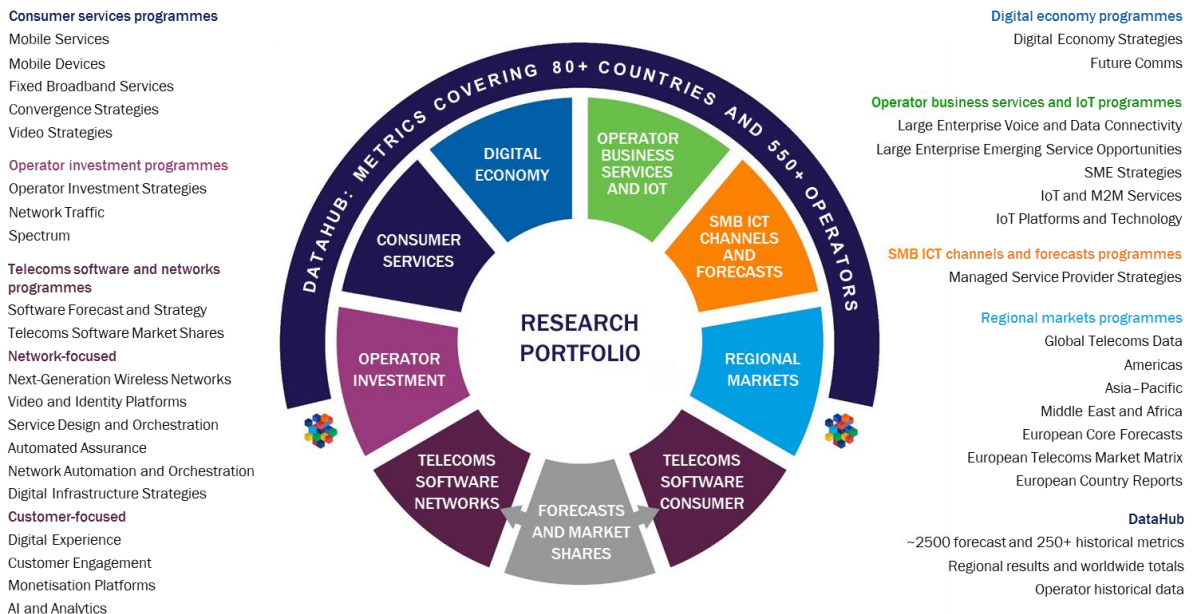 Consumer services programmes
Mobile Services
Mobile Devices
Fixed Broadband Services
Convergence Strategies
Video Strategies
Operator investment programmes
Operator Investment Strategies
Network Traffic
Spectrum
Telecoms software and networks
programmes
Software Forecast and Strategy
Telecoms Software Market Shares
Network-focused
Next-Generation Wireless Networks
Video and Identity Platforms
Service Design and Orchestration
Automated Assurance
Network Automation and Orchestration
Digital Infrastructure Strategies
Customer-focused
Digital Experience
Customer Engagement
Monetisation Platforms
AI and Analytics
DATAHUB: METRICS COVERING 80+ COUNTRIES AND 550+ OPERATORS
DIGITAL
ECONOMY
OPERATOR
BUSINESS
SERVICES
AND IOT
CONSUMER
SERVICES
SMB ICT
CHANNELS
AND
FORECASTS
RESEARCH
PORTFOLIO
OPERATOR
INVESTMENT
REGIONAL
MARKETS
TELECOMS
SOFTWARE
NETWORKS
FORECASTS
AND MARKET
SHARES
TELECOMS
SOFTWARE
CONSUMER
Digital economy programmes
Digital Economy Strategies
Future Comms
Operator business services and IoT programmes
Large Enterprise Voice and Data Connectivity
Large Enterprise Emerging Service Opportunities
SME Strategies
IoT and M2M Services
IoT Platforms and Technology
SMB ICT channels and forecasts programmes
Managed Service Provider Strategies
Regional markets programmes
Global Telecoms Data
Americas
Asia–Pacific
Middle East and Africa
European Core Forecasts
European Telecoms Market Matrix
European Country Reports
DataHub
~2500 forecast and 250+ historical metrics
Regional results and worldwide totals
Operator historical data